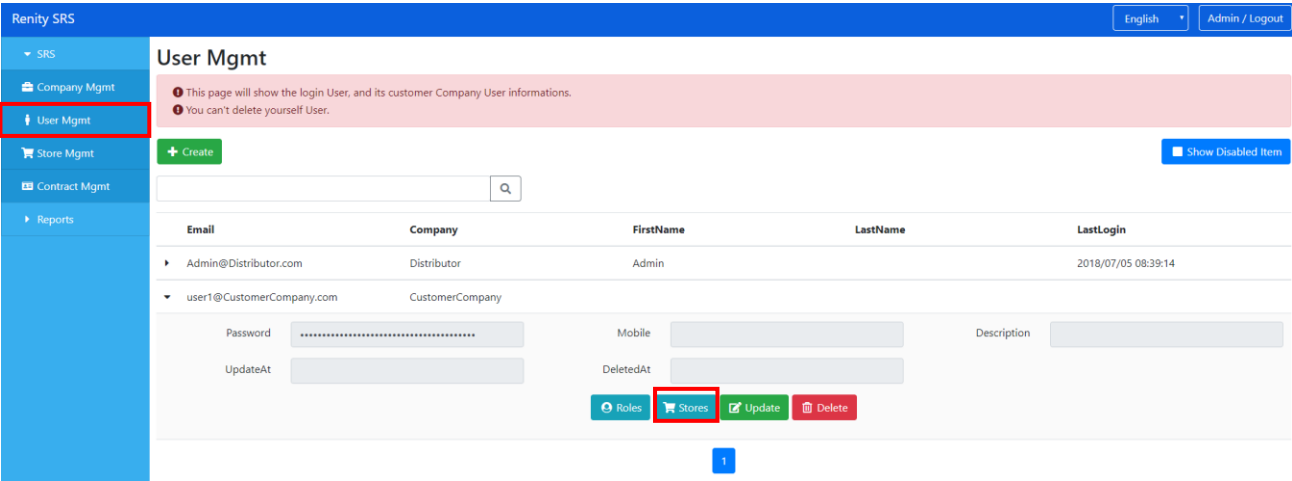 Renity SRS English Admin / Logout
SRS
Company Mgmt
User Mgmt
Store Mgmt
Contract Mgmt
Reports
User Mgmt
This page will show the login User, and its customer Company User informations.
You can't delete yourself User.
Create Show Disabled Item
Email Company FirstName LastName LastLogin
Admin@Distributor.com Distributor Admin 2018/07/05 08:39:14
user1@CustomerCompany.com CustomerCompany
Password Mobile Description
UpdateAt DeletedAt
Roles Stores Update Delete
1